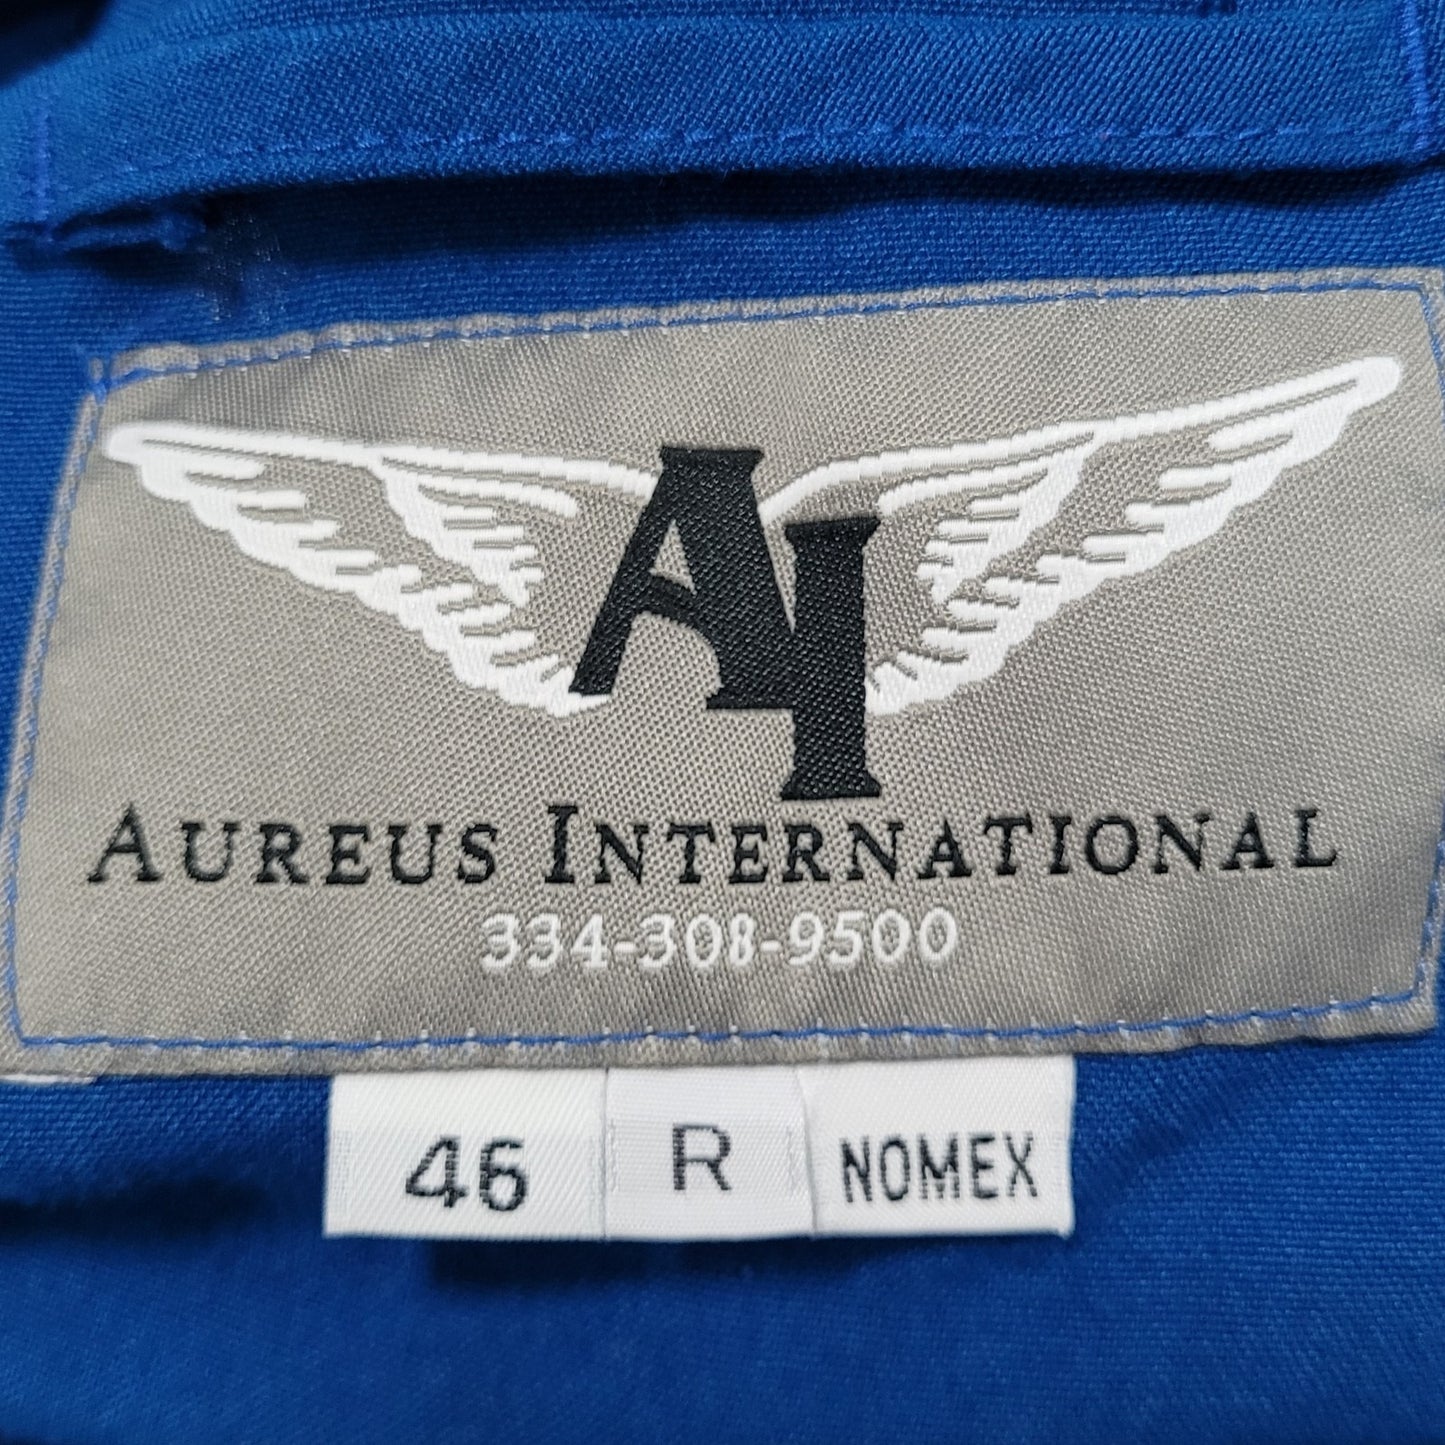 AI
AUREUS INTERNATIONAL
334-308-9500
46 R NOMEX